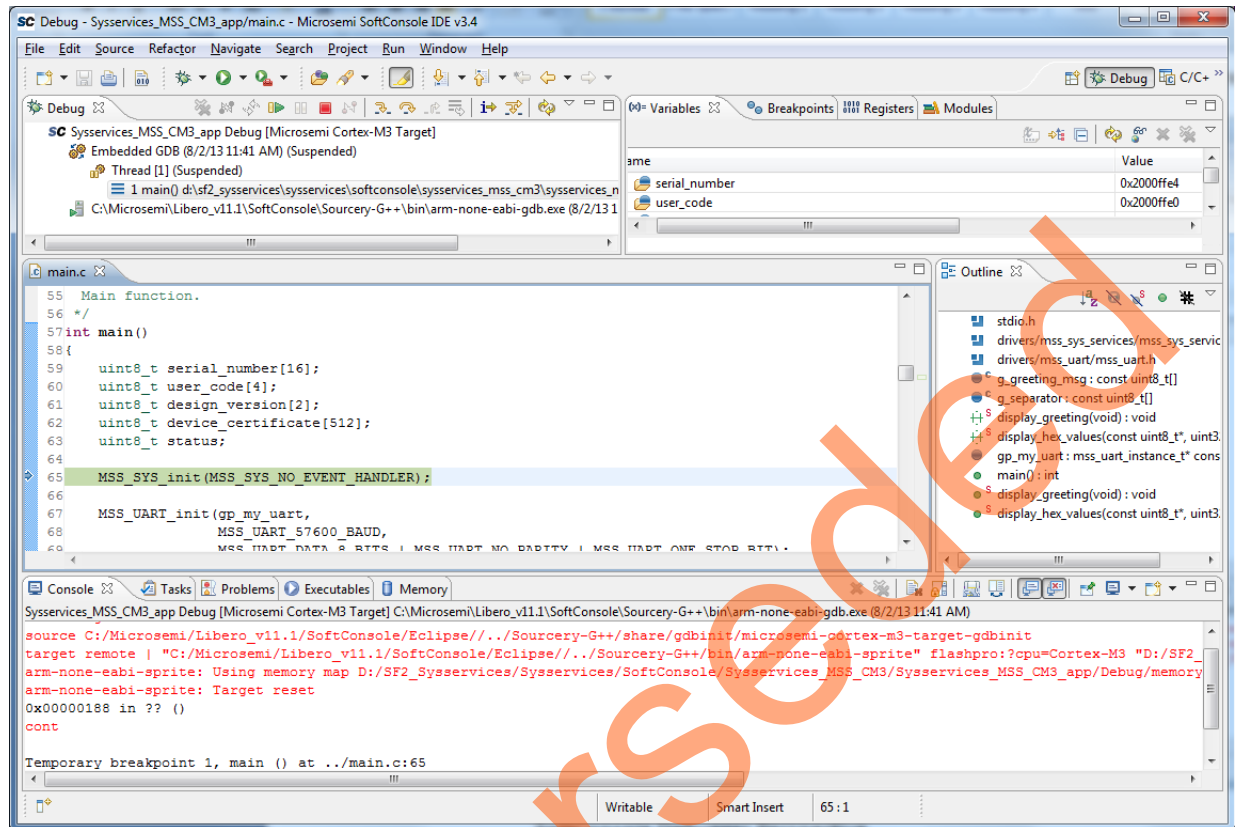 SC Debug - Sysservices_MSS_CM3_app/main.c - Microsemi SoftConsole IDE v3.4
File Edit Source Refactor Navigate Search Project Run Window Help
Debug C/C+ »
Debug
(x)= Variables Breakpoints Registers Modules
SC Sysservices_MSS_CM3_app Debug [Microsemi Cortex-M3 Target]
Embedded GDB (8/2/13 11:41 AM) (Suspended)
Thread [1] (Suspended)
1 main() d:\sf2_sysservices\sysservices\softconsole\sysservices_mss_cm3\sysservices_n
C:\Microsemi\Libero_v11.1\SoftConsole\Sourcery-G++\bin\arm-none-eabi-gdb.exe (8/2/13 1
ame Value
serial_number 0x2000ffe4
user_code 0x2000ffe0
main.c
55 Main function.
56 */
57 int main()
58 {
59 uint8_t serial_number[16];
60 uint8_t user_code[4];
61 uint8_t design_version[2];
62 uint8_t device_certificate[512];
63 uint8_t status;
64
65 MSS_SYS_init(MSS_SYS_NO_EVENT_HANDLER);
66
67 MSS_UART_init(gp_my_uart,
68 MSS_UART_57600_BAUD,
69 MSS_UART_DATA_8_BITS | MSS_UART_NO_PARITY | MSS_UART_ONE_STOP_BIT);
Outline
stdio.h
drivers/mss_sys_services/mss_sys_servic
drivers/mss_uart/mss_uart.h
g_greeting_msg : const uint8_t[]
g_separator : const uint8_t[]
display_greeting(void) : void
display_hex_values(const uint8_t*, uint3
gp_my_uart : mss_uart_instance_t* cons
main() : int
display_greeting(void) : void
display_hex_values(const uint8_t*, uint3
Console Tasks Problems Executables Memory
Sysservices_MSS_CM3_app Debug [Microsemi Cortex-M3 Target] C:\Microsemi\Libero_v11.1\SoftConsole\Sourcery-G++\bin\arm-none-eabi-gdb.exe (8/2/13 11:41 AM)
source C:/Microsemi/Libero_v11.1/SoftConsole/Eclipse//../Sourcery-G++/share/gdbinit/microsemi-cortex-m3-target-gdbinit
target remote | "C:/Microsemi/Libero_v11.1/SoftConsole/Eclipse//../Sourcery-G++/bin/arm-none-eabi-sprite" flashpro:?cpu=Cortex-M3 "D:/SF2_
arm-none-eabi-sprite: Using memory map D:/SF2_Sysservices/Sysservices/SoftConsole/Sysservices_MSS_CM3/Sysservices_MSS_CM3_app/Debug/memory
arm-none-eabi-sprite: Target reset
0x00000188 in ?? ()
cont
Temporary breakpoint 1, main () at ../main.c:65
Writable Smart Insert 65 : 1
rsed